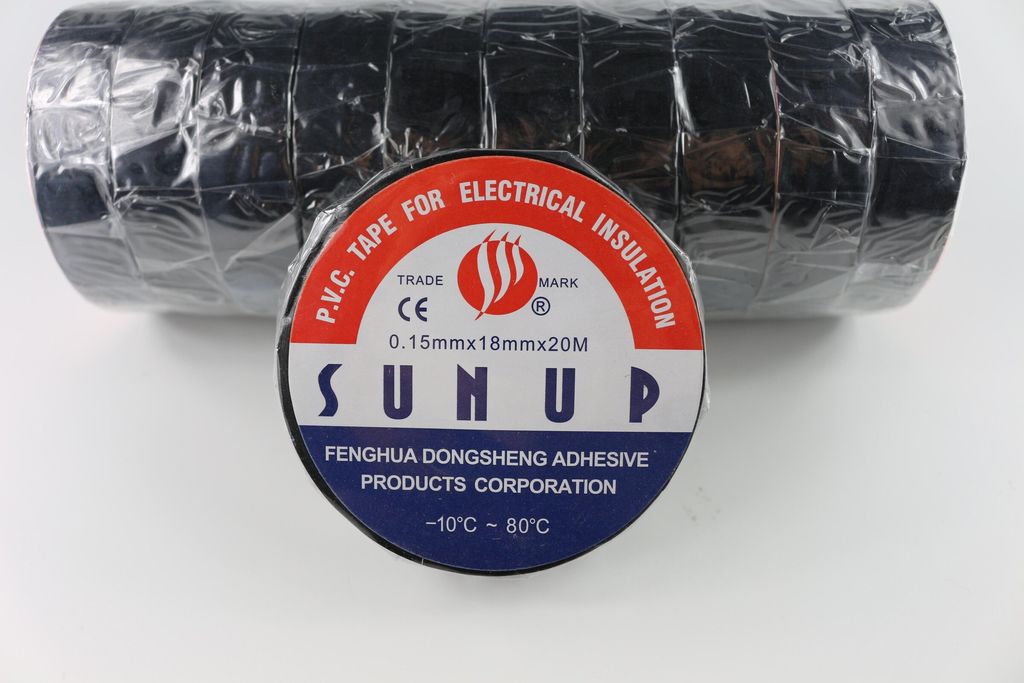 P.V.C. TAPE FOR ELECTRICAL INSULATION
TRADE MARK
CE ®
0.15mmx18mmx20M
SUNUP
FENGHUA DONGSHENG ADHESIVE
PRODUCTS CORPORATION
−10°C ~ 80°C